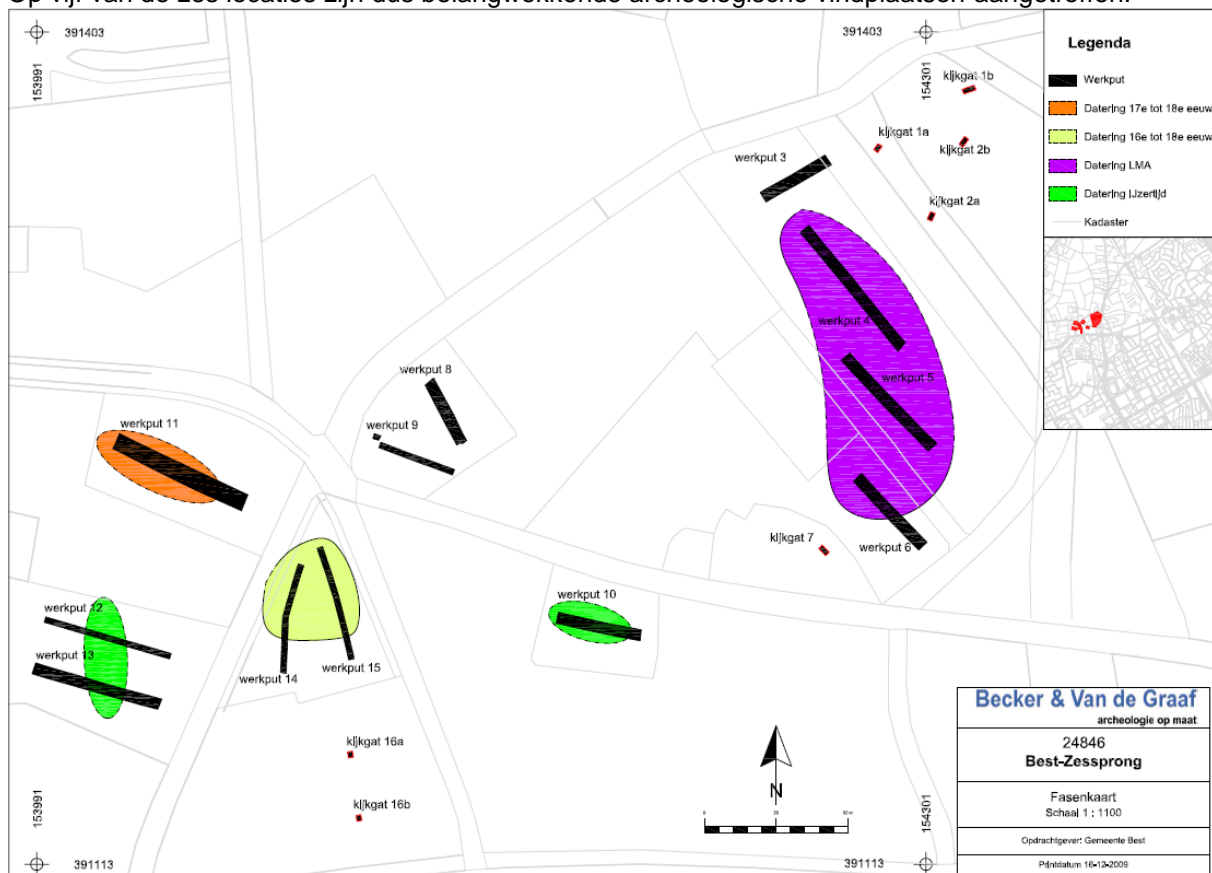 Op vijf van de zes locaties zijn dus belangwekkende archeologische vindplaatsen aangetroffen.
391403
391403
153991
154301
Legenda
Werkput
Datering 17e tot 18e eeuw
Datering 16e tot 18e eeuw
Datering LMA
Datering IJzertijd
Kadaster
kijkgat 1b
kijkgat 1a
kijkgat 2b
werkput 3
kijkgat 2a
werkput 4
werkput 5
werkput 8
werkput 9
werkput 11
kijkgat 7
werkput 6
werkput 10
werkput 12
werkput 13
werkput 14
werkput 15
kijkgat 16a
kijkgat 16b
N
0
25
50 m
153991
154301
391113
391113
Becker & Van de Graaf
archeologie op maat
24846
Best-Zessprong
Fasenkaart
Schaal 1 : 1100
Opdrachtgever: Gemeente Best
Printdatum 16-12-2009